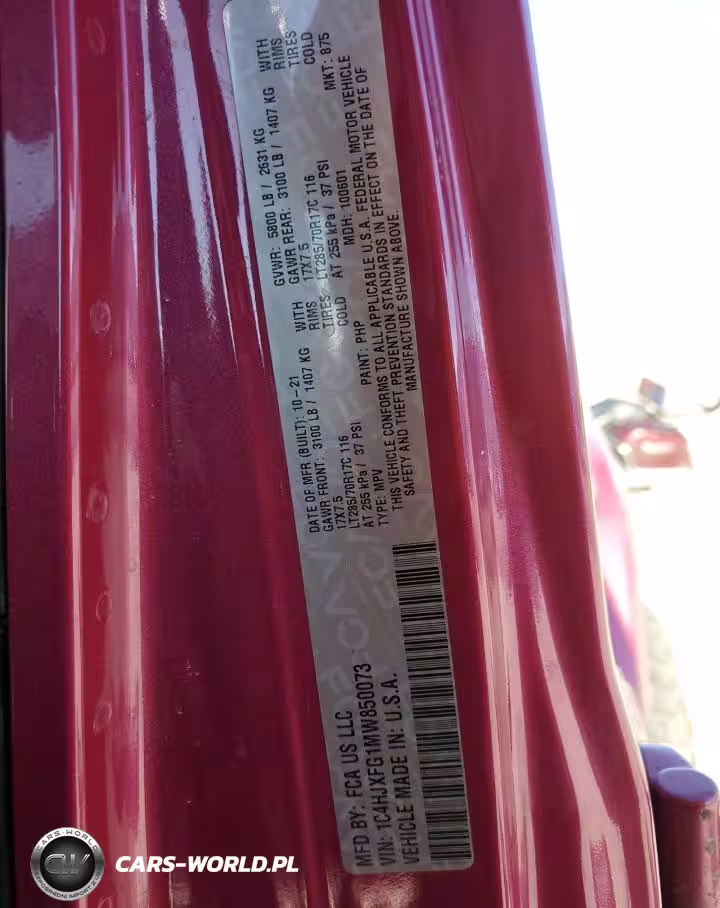 MFD BY: FCA US LLC
DATE OF MFR (BUILT): 10-21
GVWR: 5800 LB / 2631 KG
GAWR FRONT: 3100 LB / 1407 KG WITH
GAWR REAR: 3100 LB / 1407 KG WITH
17X7.5 RIMS
17X7.5 RIMS
LT285/70R17C 116 TIRES
LT285/70R17C 116 TIRES
AT 255 kPa / 37 PSI COLD
AT 255 kPa / 37 PSI COLD
VIN: 1C4HJXFG1MW850073
TYPE: MPV
PAINT: PHP
MDH: 100601
MKT: 875
VEHICLE MADE IN: U.S.A.
THIS VEHICLE CONFORMS TO ALL APPLICABLE U.S.A. FEDERAL MOTOR VEHICLE
SAFETY AND THEFT PREVENTION STANDARDS IN EFFECT ON THE DATE OF
MANUFACTURE SHOWN ABOVE.
CARS-WORLD
CW
CARS-WORLD.PL